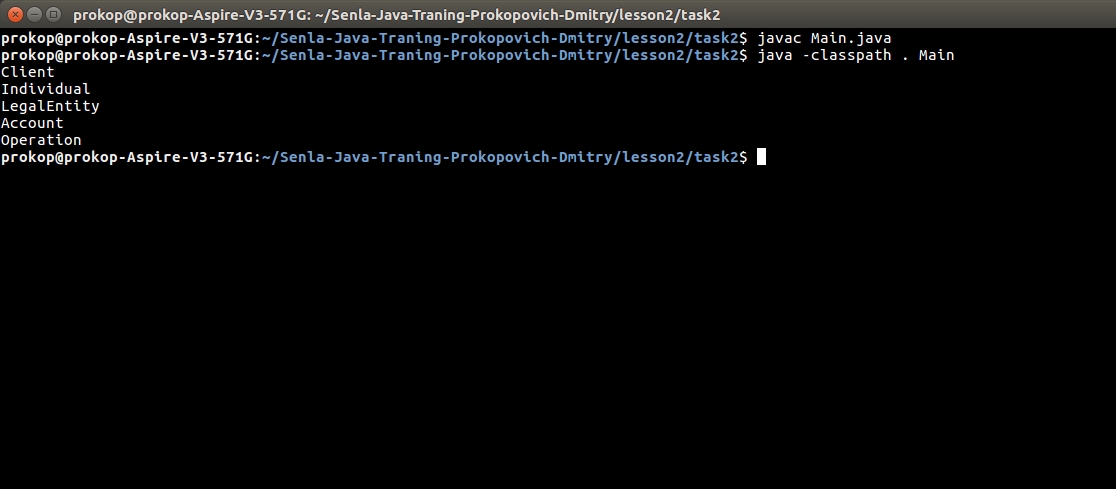 prokop@prokop-Aspire-V3-571G: ~/Senla-Java-Traning-Prokopovich-Dmitry/lesson2/task2
prokop@prokop-Aspire-V3-571G:~/Senla-Java-Traning-Prokopovich-Dmitry/lesson2/task2$ javac Main.java
prokop@prokop-Aspire-V3-571G:~/Senla-Java-Traning-Prokopovich-Dmitry/lesson2/task2$ java -classpath . Main
Client
Individual
LegalEntity
Account
Operation
prokop@prokop-Aspire-V3-571G:~/Senla-Java-Traning-Prokopovich-Dmitry/lesson2/task2$